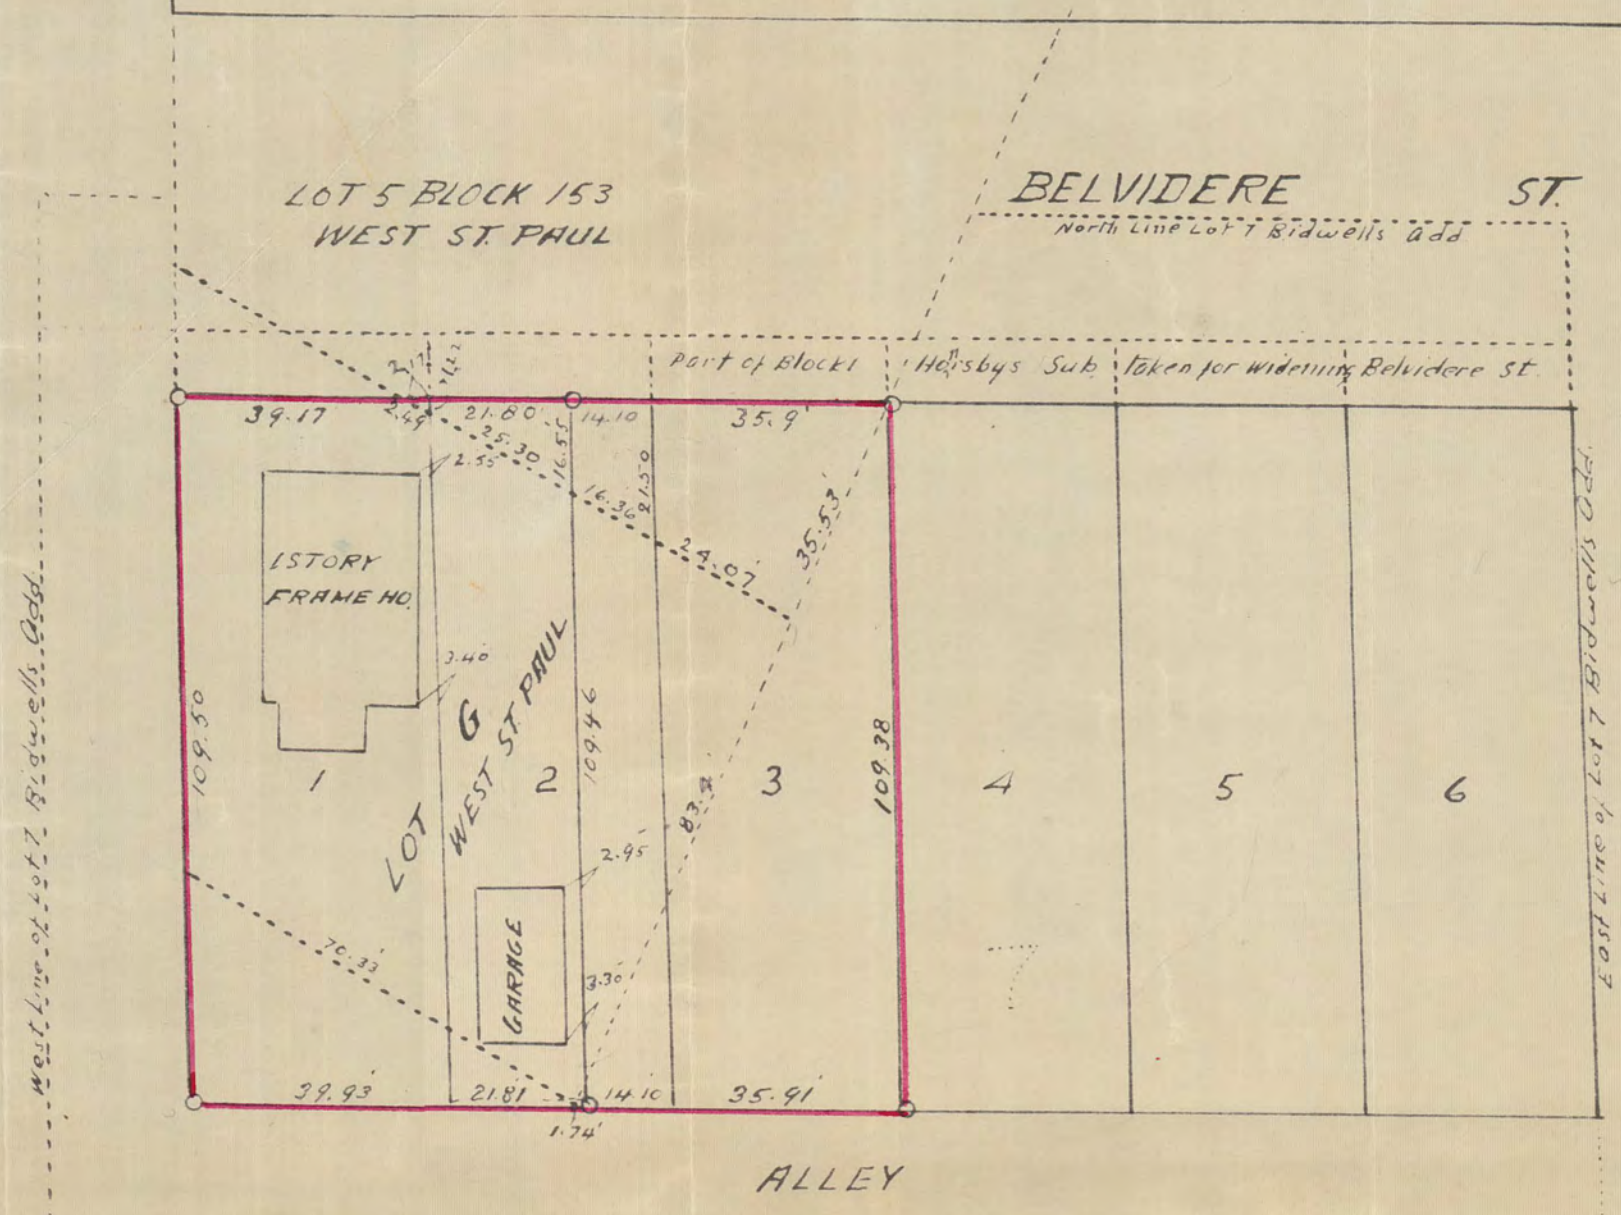 LOT 5 BLOCK 153
WEST ST. PAUL
BELVIDERE ST.
North Line Lot 7 Bidwells Add
Part of Block 1 Hornsbys Sub. Taken for Widening Belvidere St.
39.17
2.49
21.80
14.10
35.9'
25.30
2.55
16.55
16.36
21.50
24.07'
35.53'
1 STORY
FRAME HO.
3.40
109.50
109.46
109.38
LOT G
WEST ST. PAUL
1
2
3
4
5
6
7
2.95'
GARAGE
3.30'
70.33'
39.93'
21.81'
14.10
35.91'
1.74'
West Line of Lot 7 Bidwells Add.
East Line of Lot 7 Bidwells Add.
ALLEY